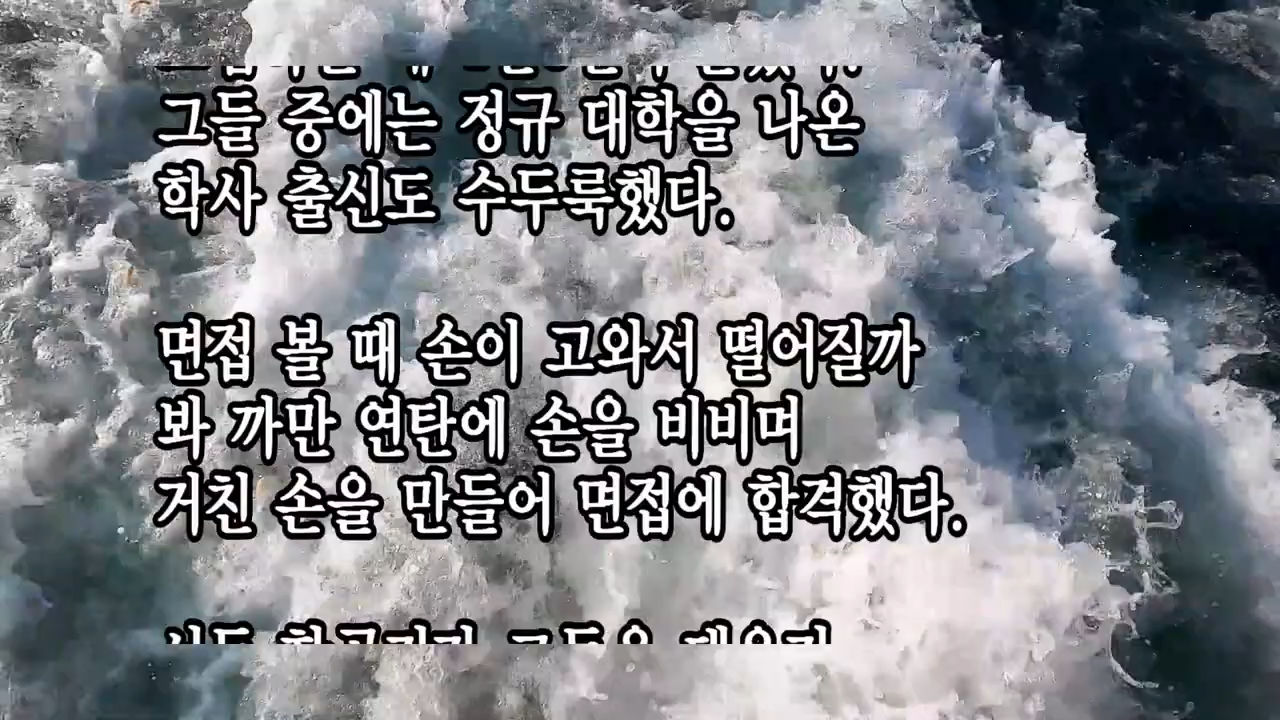 그들 중에는 정규 대학을 나온
학사 출신도 수두룩했다.
면접 볼 때 손이 고와서 떨어질까
봐 까만 연탄에 손을 비비며
거친 손을 만들어 면접에 합격했다.